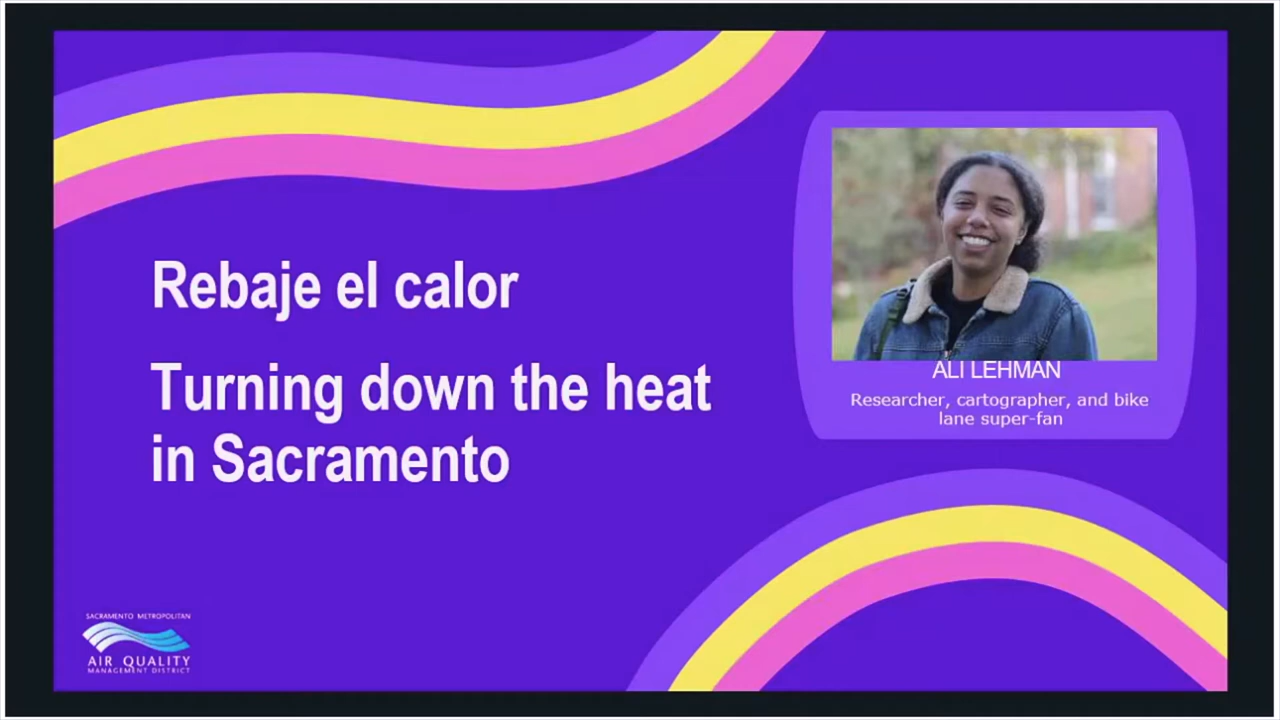 Rebaje el calor
Turning down the heat
in Sacramento
ALI LEHMAN
Researcher, cartographer, and bike
lane super-fan
SACRAMENTO METROPOLITAN
AIR QUALITY
MANAGEMENT DISTRICT